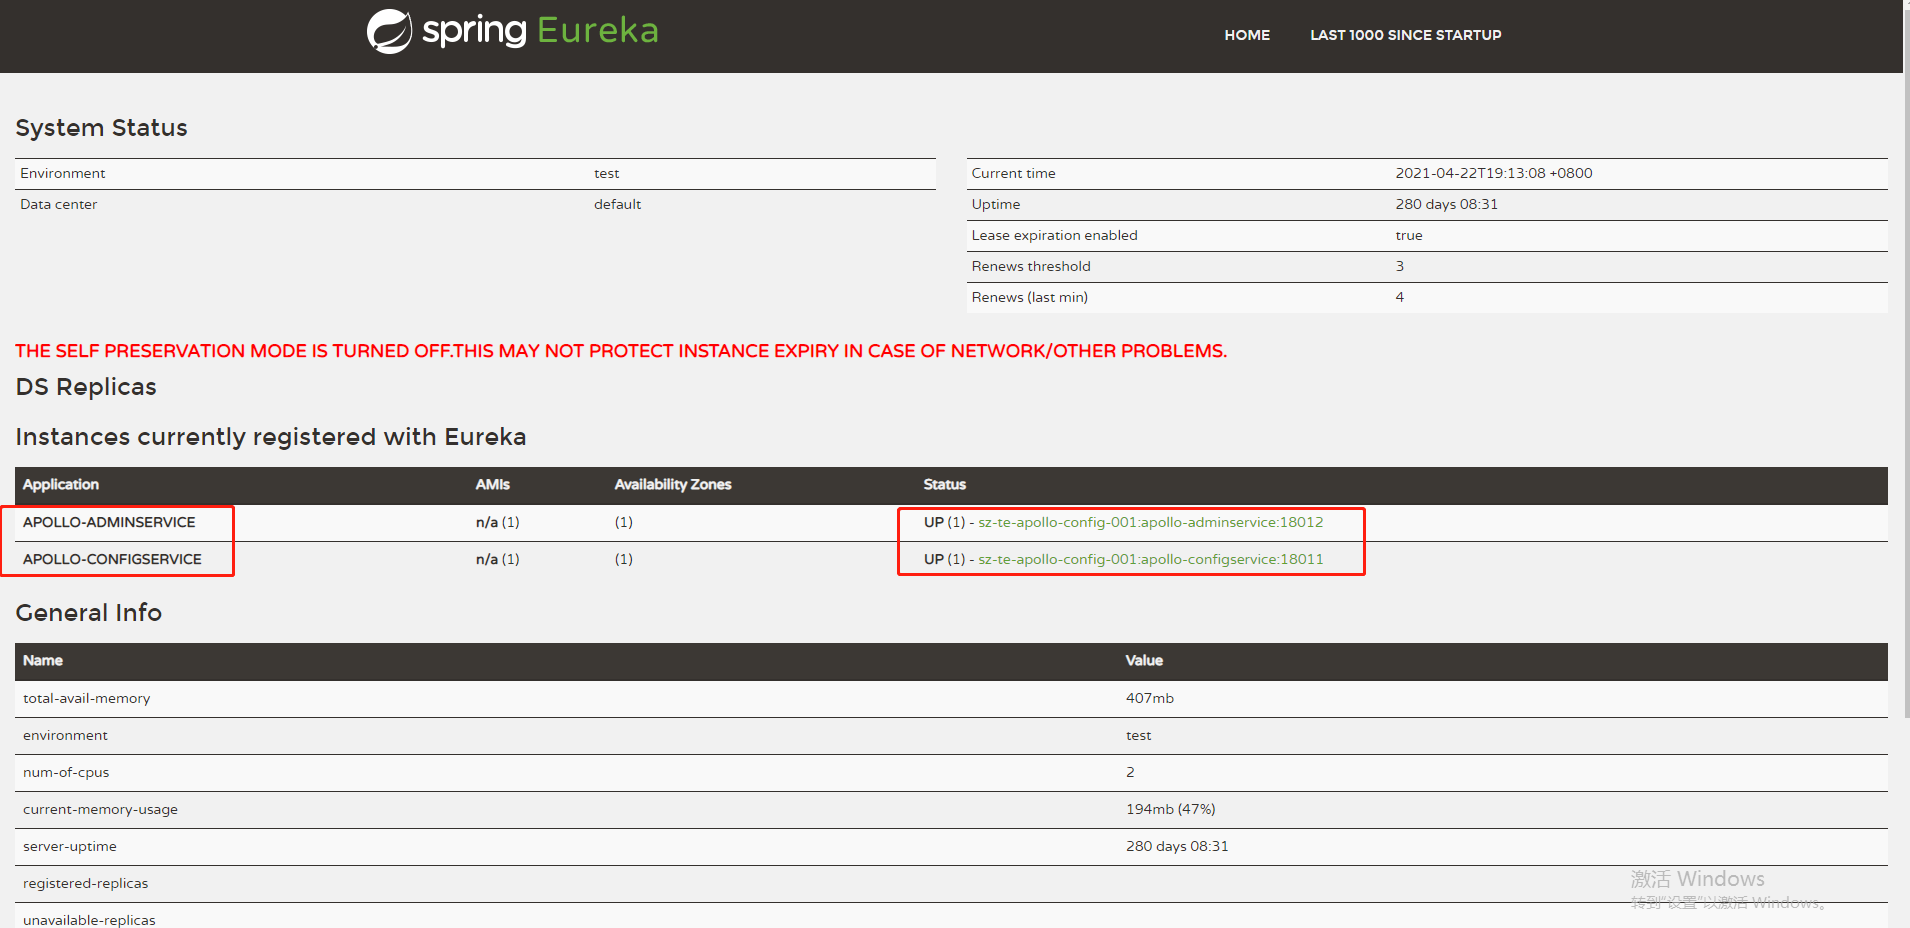 spring Eureka
HOME LAST 1000 SINCE STARTUP
System Status
Environment test
Data center default
Current time 2021-04-22T19:13:08 +0800
Uptime 280 days 08:31
Lease expiration enabled true
Renews threshold 3
Renews (last min) 4
THE SELF PRESERVATION MODE IS TURNED OFF.THIS MAY NOT PROTECT INSTANCE EXPIRY IN CASE OF NETWORK/OTHER PROBLEMS.
DS Replicas
Instances currently registered with Eureka
Application AMIs Availability Zones Status
APOLLO-ADMINSERVICE n/a (1) (1) UP (1) - sz-te-apollo-config-001:apollo-adminservice:18012
APOLLO-CONFIGSERVICE n/a (1) (1) UP (1) - sz-te-apollo-config-001:apollo-configservice:18011
General Info
Name Value
total-avail-memory 407mb
environment test
num-of-cpus 2
current-memory-usage 194mb (47%)
server-uptime 280 days 08:31
registered-replicas
unavailable-replicas
激活 Windows
转到"设置"以激活 Windows。